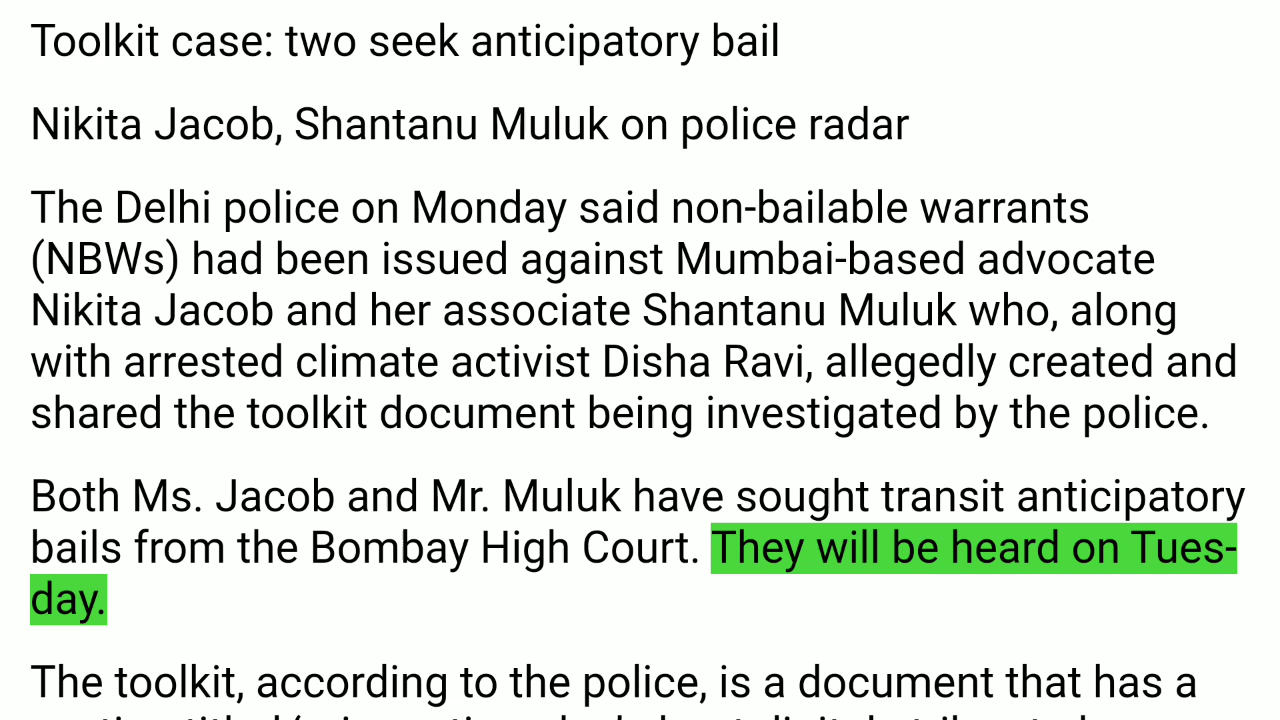 Toolkit case: two seek anticipatory bail
Nikita Jacob, Shantanu Muluk on police radar
The Delhi police on Monday said non-bailable warrants
(NBWs) had been issued against Mumbai-based advocate
Nikita Jacob and her associate Shantanu Muluk who, along
with arrested climate activist Disha Ravi, allegedly created and
shared the toolkit document being investigated by the police.
Both Ms. Jacob and Mr. Muluk have sought transit anticipatory
bails from the Bombay High Court. They will be heard on Tues-
day.
The toolkit, according to the police, is a document that has a